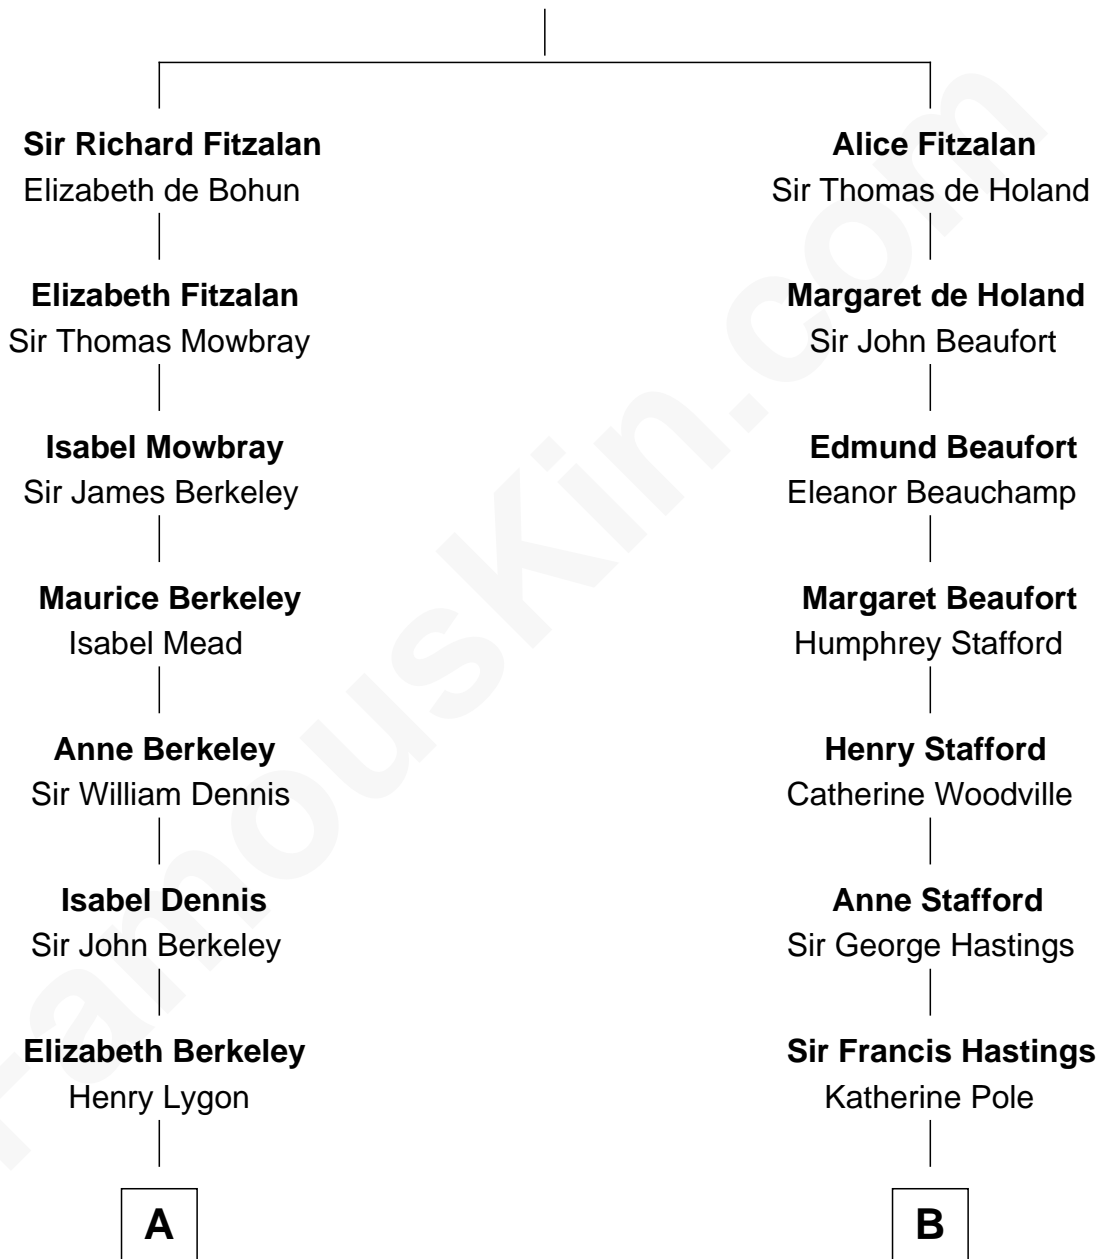 Sir Richard Fitzalan
Elizabeth de Bohun
Elizabeth Fitzalan
Sir Thomas Mowbray
Isabel Mowbray
Sir James Berkeley
Maurice Berkeley
Isabel Mead
Anne Berkeley
Sir William Dennis
Isabel Dennis
Sir John Berkeley
Elizabeth Berkeley
Henry Lygon
A
Alice Fitzalan
Sir Thomas de Holand
Margaret de Holand
Sir John Beaufort
Edmund Beaufort
Eleanor Beauchamp
Margaret Beaufort
Humphrey Stafford
Henry Stafford
Catherine Woodville
Anne Stafford
Sir George Hastings
Sir Francis Hastings
Katherine Pole
B
FamousKin.com